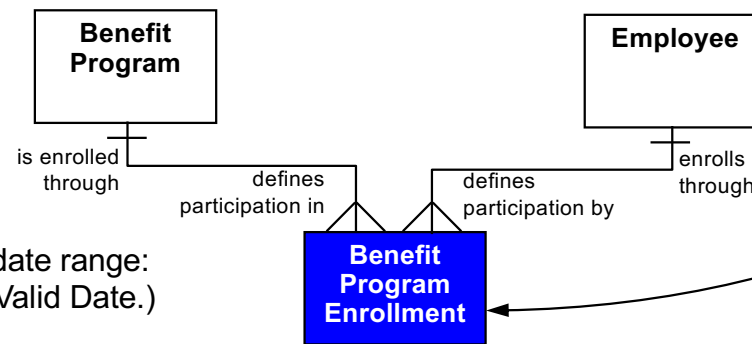 Benefit
Program
Employee
is enrolled
through
defines
participation in
defines
participation by
enrolls
through
date range:
Valid Date.)
Benefit
Program
Enrollment